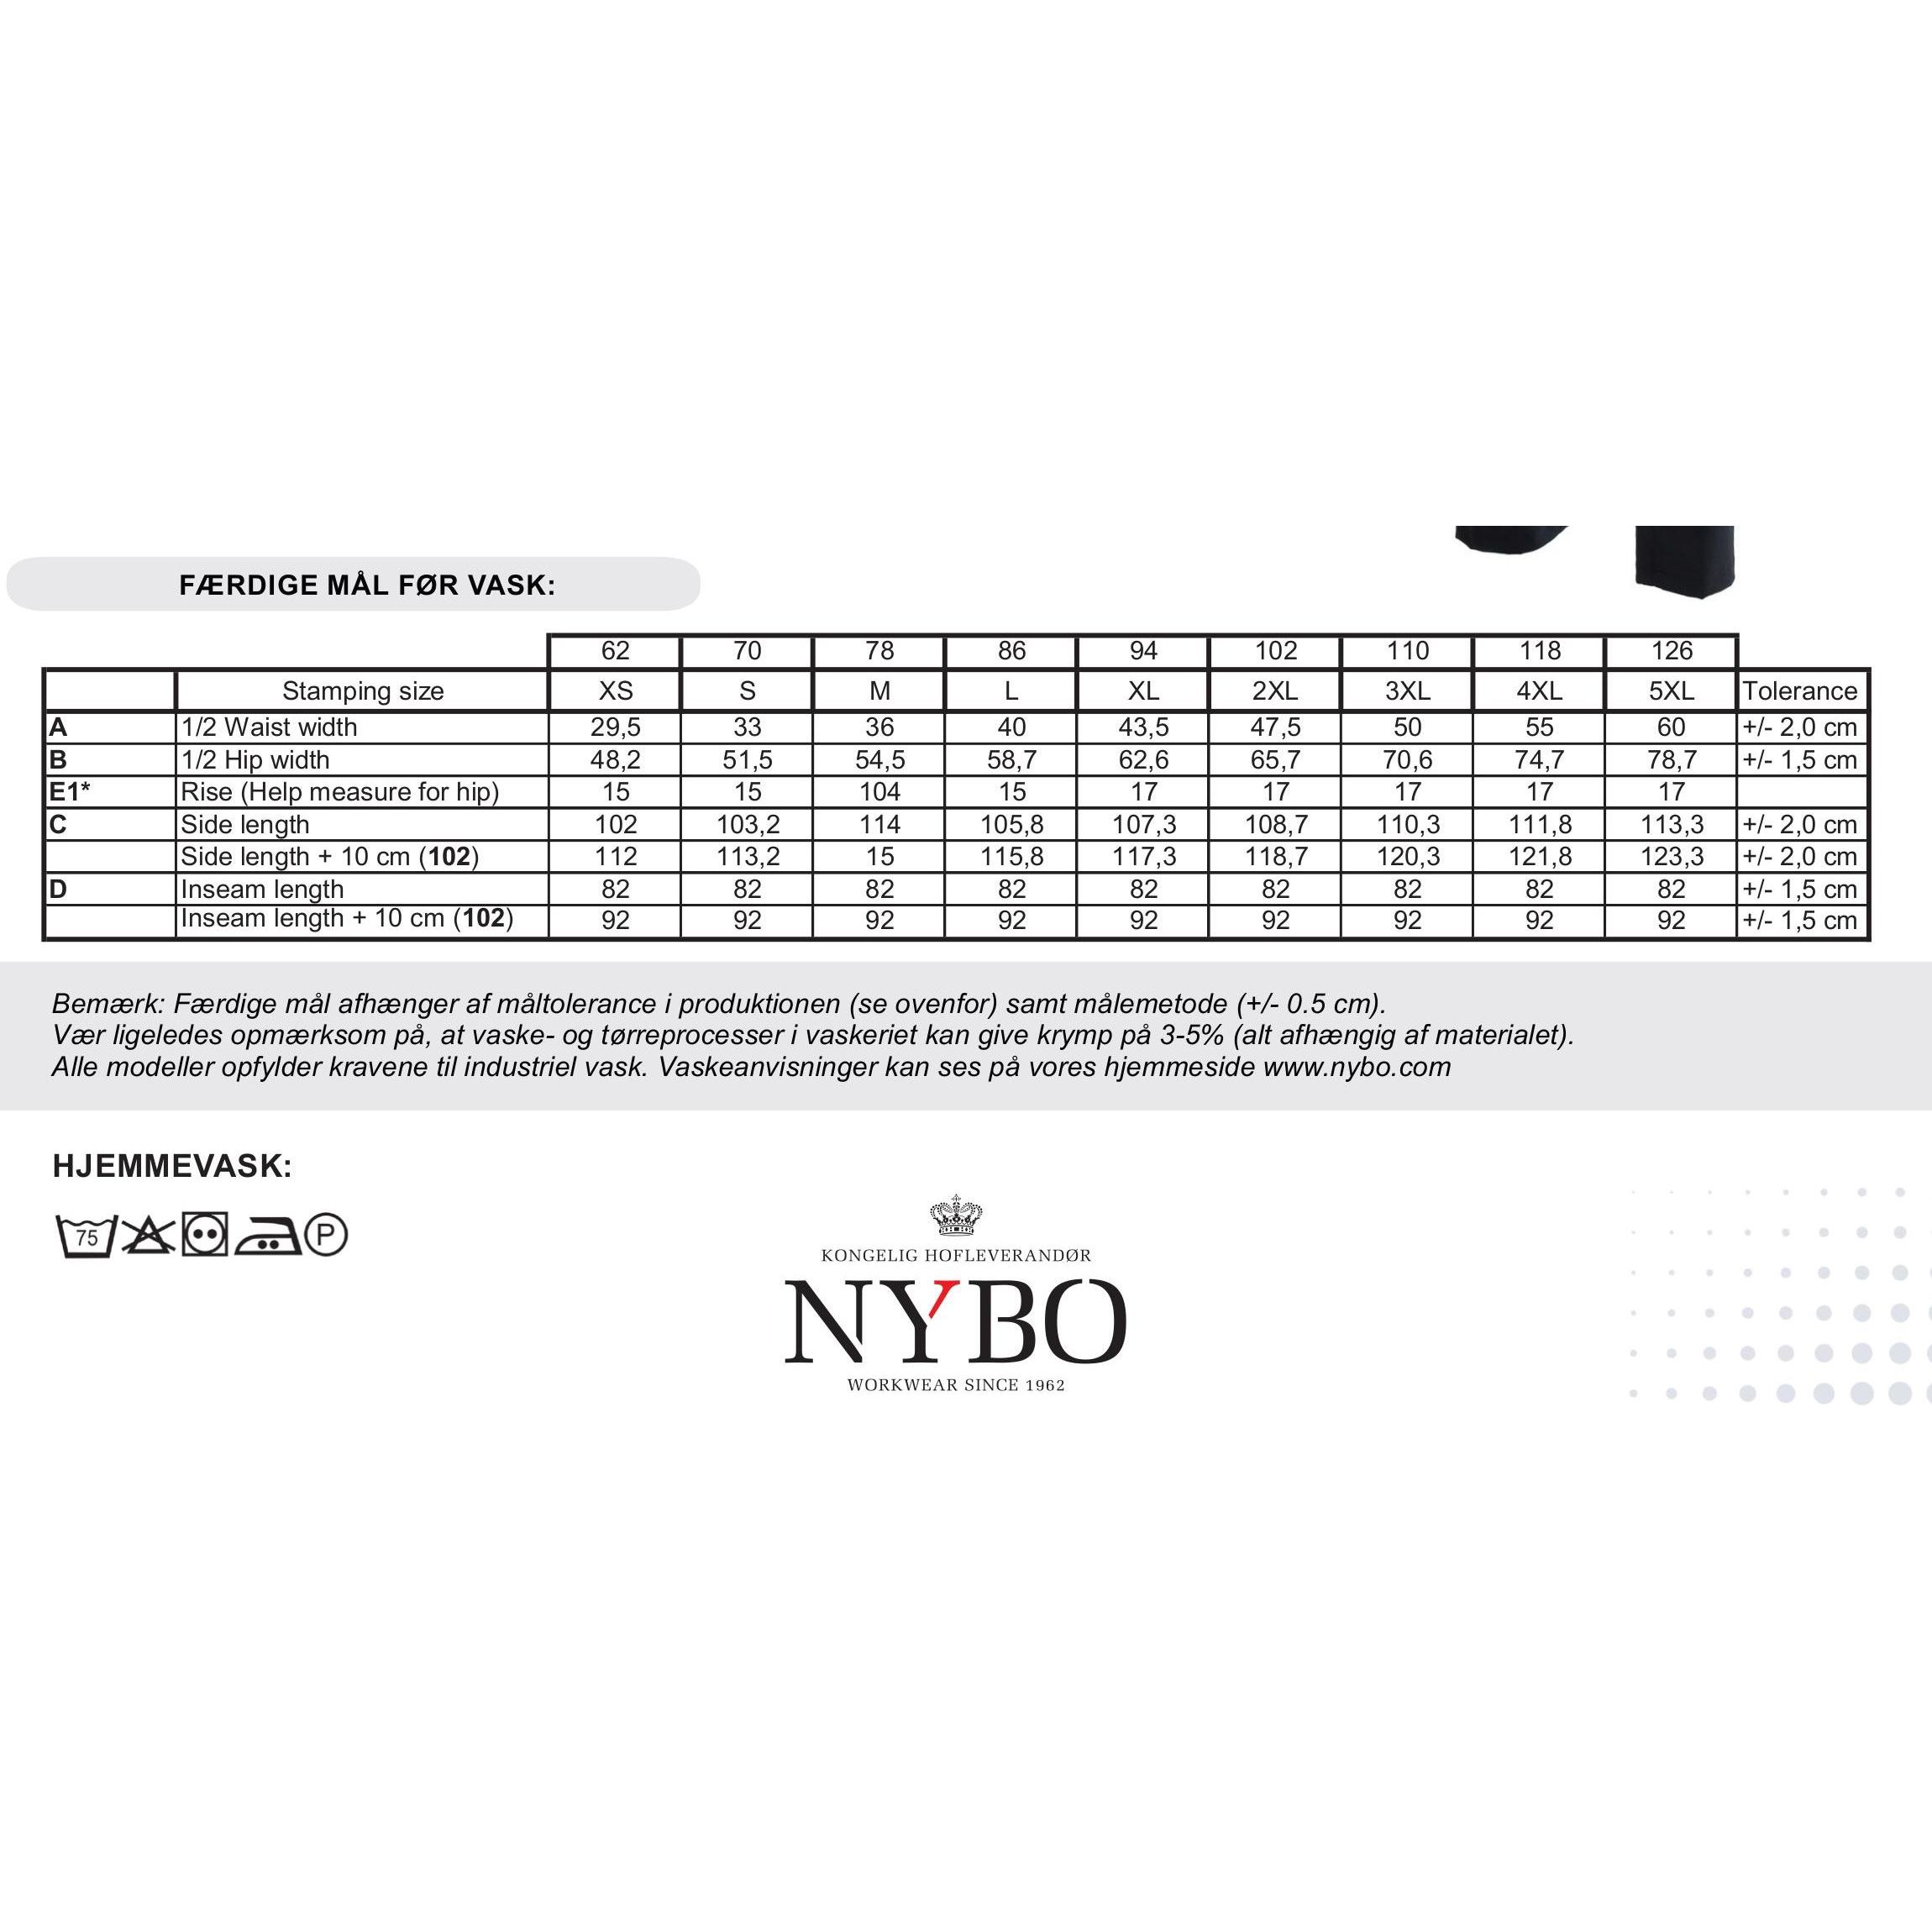 FÆRDIGE MÅL FØR VASK:
62 70 78 86 94 102 110 118 126
Stamping size XS S M L XL 2XL 3XL 4XL 5XL Tolerance
A 1/2 Waist width 29,5 33 36 40 43,5 47,5 50 55 60 +/- 2,0 cm
B 1/2 Hip width 48,2 51,5 54,5 58,7 62,6 65,7 70,6 74,7 78,7 +/- 1,5 cm
E1* Rise (Help measure for hip) 15 15 104 15 17 17 17 17 17
C Side length 102 103,2 114 105,8 107,3 108,7 110,3 111,8 113,3 +/- 2,0 cm
Side length + 10 cm (102) 112 113,2 15 115,8 117,3 118,7 120,3 121,8 123,3 +/- 2,0 cm
D Inseam length 82 82 82 82 82 82 82 82 82 +/- 1,5 cm
Inseam length + 10 cm (102) 92 92 92 92 92 92 92 92 92 +/- 1,5 cm
Bemærk: Færdige mål afhænger af måltolerance i produktionen (se ovenfor) samt målemetode (+/- 0.5 cm).
Vær ligeledes opmærksom på, at vaske- og tørreprocesser i vaskeriet kan give krymp på 3-5% (alt afhængig af materialet).
Alle modeller opfylder kravene til industriel vask. Vaskeanvisninger kan ses på vores hjemmeside www.nybo.com
HJEMMEVASK:
75 P
KONGELIG HOFLEVERANDØR
NYBO
WORKWEAR SINCE 1962